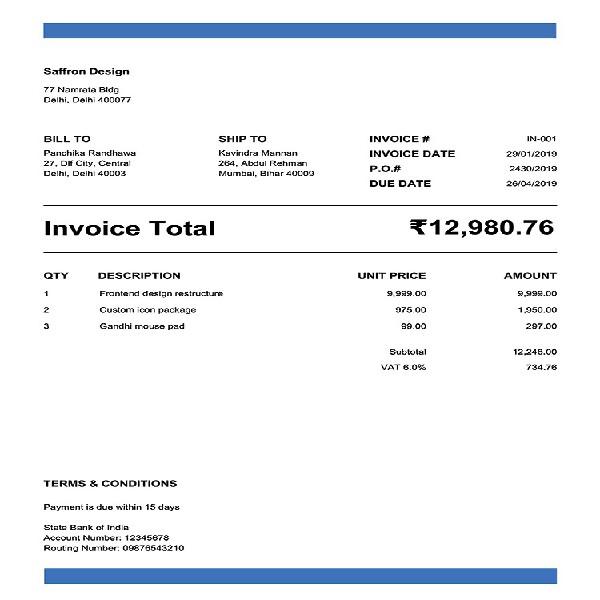 Saffron Design
77 Namrata Bldg
Delhi, Delhi 400077
BILL TO
Panchika Randhawa
27, Dlf City, Central
Delhi, Delhi 40003
SHIP TO
Kavindra Mannan
264, Abdul Rehman
Mumbai, Bihar 40009
INVOICE # IN-001
INVOICE DATE 29/01/2019
P.O.# 2430/2019
DUE DATE 26/04/2019
Invoice Total ₹12,980.76
QTY DESCRIPTION UNIT PRICE AMOUNT
1 Frontend design restructure 9,999.00 9,999.00
2 Custom icon package 975.00 1,950.00
3 Gandhi mouse pad 99.00 297.00
Subtotal 12,246.00
VAT 6.0% 734.76
TERMS & CONDITIONS
Payment is due within 15 days
State Bank of India
Account Number: 12345678
Routing Number: 09876543210